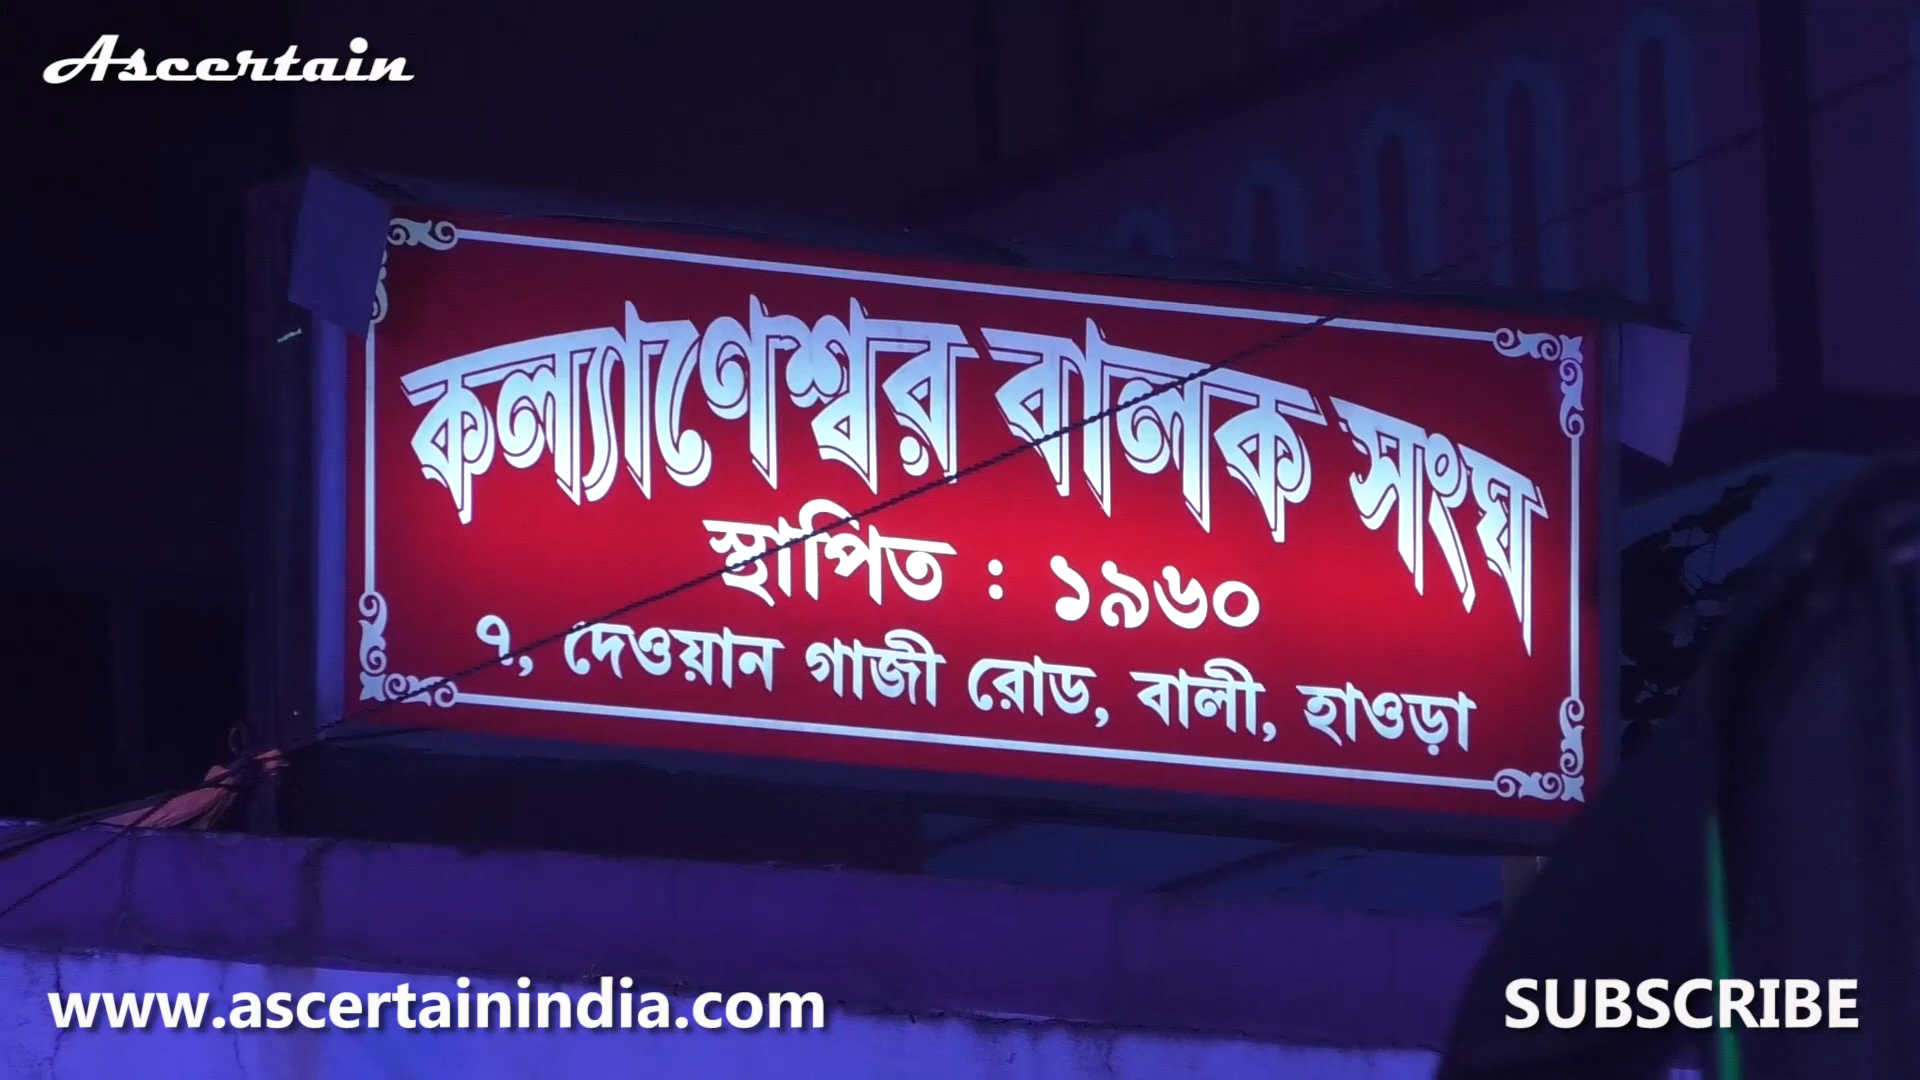 Ascertain
কল্যাণেশ্বর বালক সংঘ
স্থাপিত : ১৯৬০
৭, দেওয়ান গাজী রোড, বালী, হাওড়া
www.ascertainindia.com
SUBSCRIBE